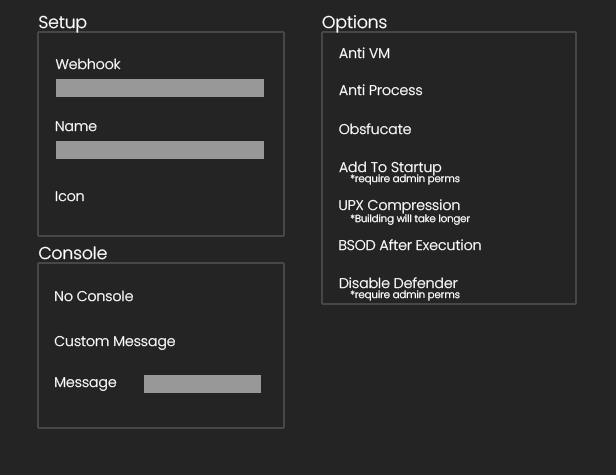 Setup
Webhook
Name
Icon
Console
No Console
Custom Message
Message
Options
Anti VM
Anti Process
Obsfucate
Add To Startup
*require admin perms
UPX Compression
*Building will take longer
BSOD After Execution
Disable Defender
*require admin perms